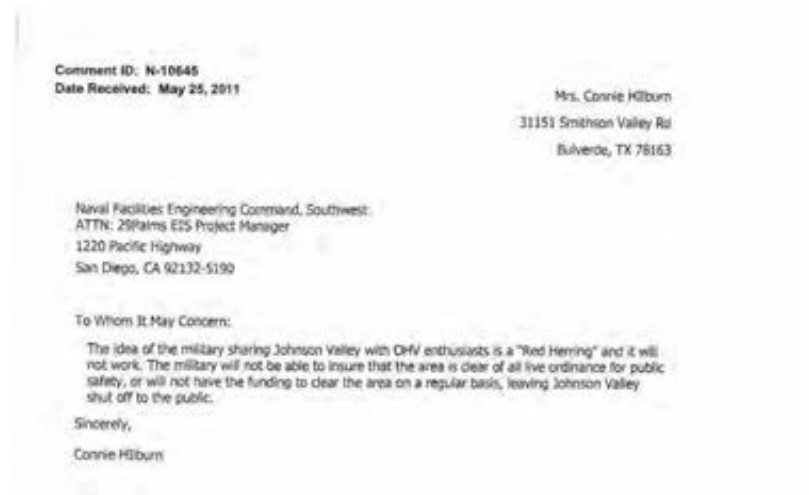 Comment ID: N-10645
Date Received: May 25, 2011
Mrs. Connie Hilburn
31151 Smithson Valley Rd
Bulverde, TX 78163
Naval Facilities Engineering Command, Southwest
ATTN: 29Palms EIS Project Manager
1220 Pacific Highway
San Diego, CA 92132-5190
To Whom It May Concern:
The idea of the military sharing Johnson Valley with OHV enthusiasts is a "Red Herring" and it will
not work. The military will not be able to insure that the area is clear of all live ordinance for public
safety, or will not have the funding to clear the area on a regular basis, leaving Johnson Valley
shut off to the public.
Sincerely,
Connie Hilburn